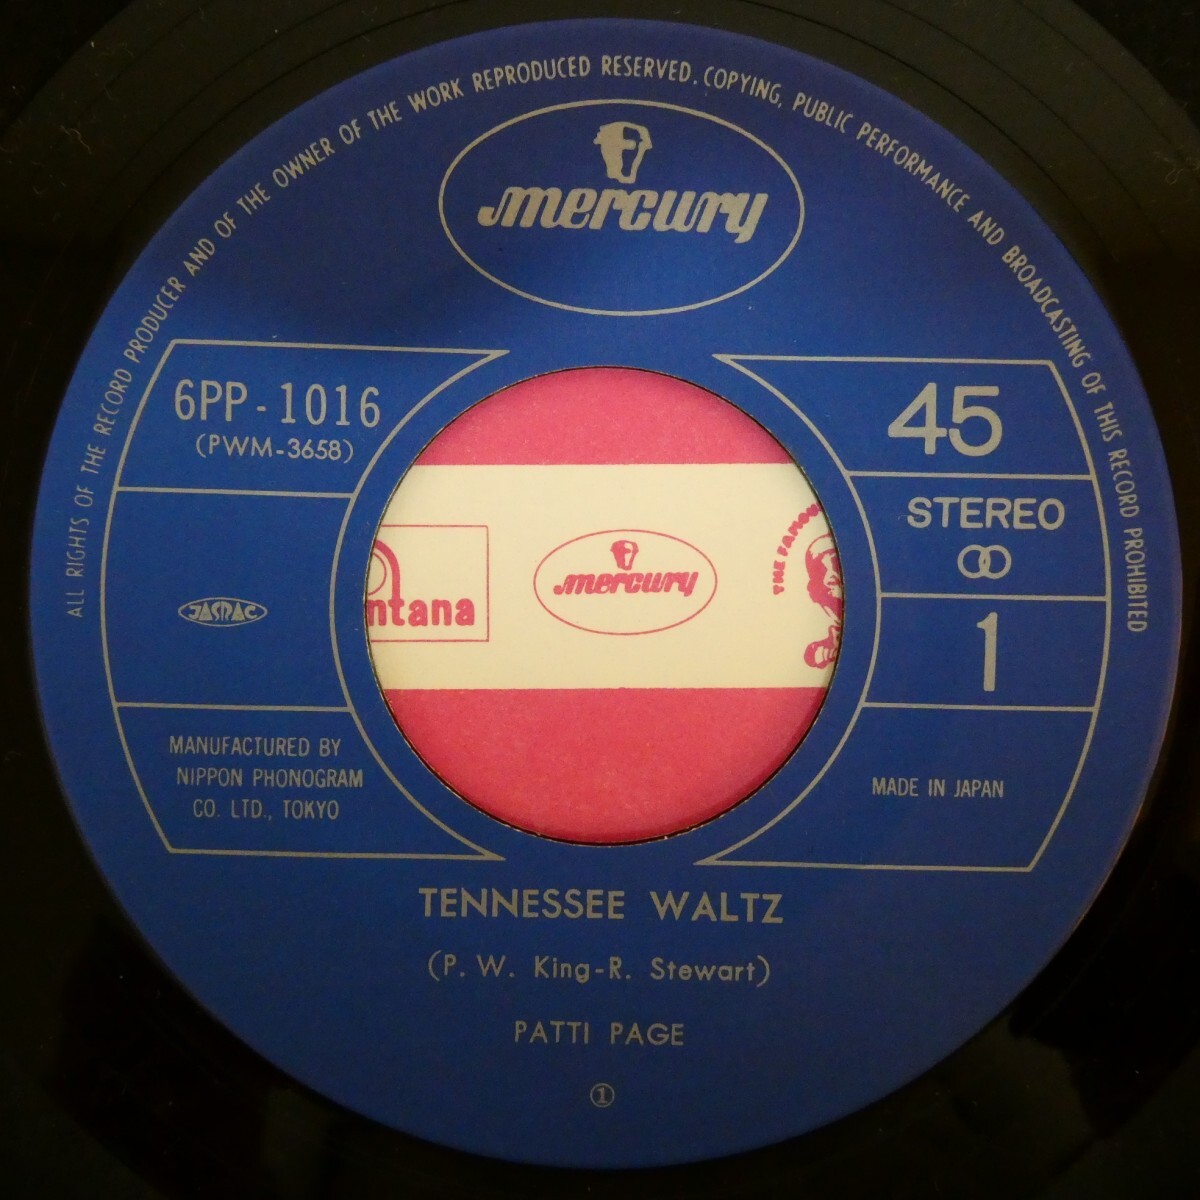 ALL RIGHTS OF THE RECORD PRODUCER AND OF THE OWNER OF THE WORK REPRODUCED RESERVED. COPYING, PUBLIC PERFORMANCE AND BROADCASTING OF THIS RECORD PROHIBITED
mercury
6PP-1016
(PWM-3658)
45
STEREO
1
JASRAC
MANUFACTURED BY
NIPPON PHONOGRAM
CO. LTD., TOKYO
MADE IN JAPAN
ntana
mercury
THE FAMOU
TENNESSEE WALTZ
(P. W. King-R. Stewart)
PATTI PAGE
①